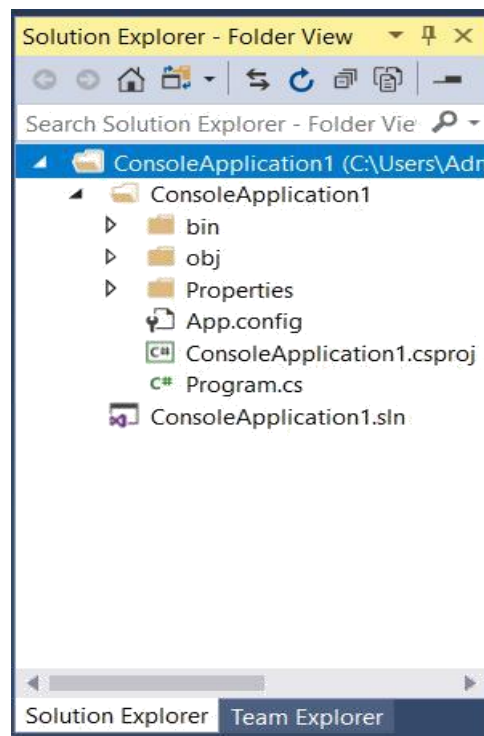 Solution Explorer - Folder View
Search Solution Explorer - Folder Vie
ConsoleApplication1 (C:\Users\Adr
ConsoleApplication1
bin
obj
Properties
App.config
C# ConsoleApplication1.csproj
C# Program.cs
ConsoleApplication1.sln
Solution Explorer Team Explorer